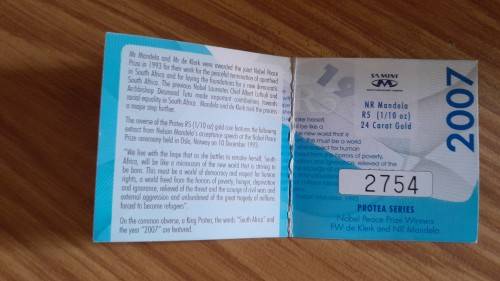 Mr Mandela and Mr de Klerk were awarded the joint Nobel Peace
Prize in 1993 for their work for the peaceful termination of apartheid
in South Africa and for laying the foundations for a new democratic
South Africa. The previous Nobel Laureates Chief Albert Luthuli and
Archbishop Desmond Tutu made important contributions towards
racial equality in South Africa. Mandela and de Klerk took the process
two steps further.
The reverse of the Protea R5 (1/10 oz) gold coin features the following
extract from Nelson Mandela's acceptance speech at the Nobel Peace
Prize ceremony held in Oslo, Norway on 10 December 1993:
"We live with the hope that as she battles to remake herself, South
Africa, will be like a microcosm of the new world that is striving to
be born. This must be a world of democracy and respect for human
rights, a world freed from the horrors of poverty, hunger, deprivation
and ignorance, relieved of the threat and the scourge of civil wars and
external aggression and unburdened of the great tragedy of millions
forced to become refugees".
On the common obverse, a King Protea, the words "South Africa" and
the year "2007" are featured.
SA MINT
NR Mandela
R5 (1/10 oz)
24 Carat Gold
2007
2754
PROTEA SERIES
Nobel Peace Prize Winners
FW de Klerk and NR Mandela